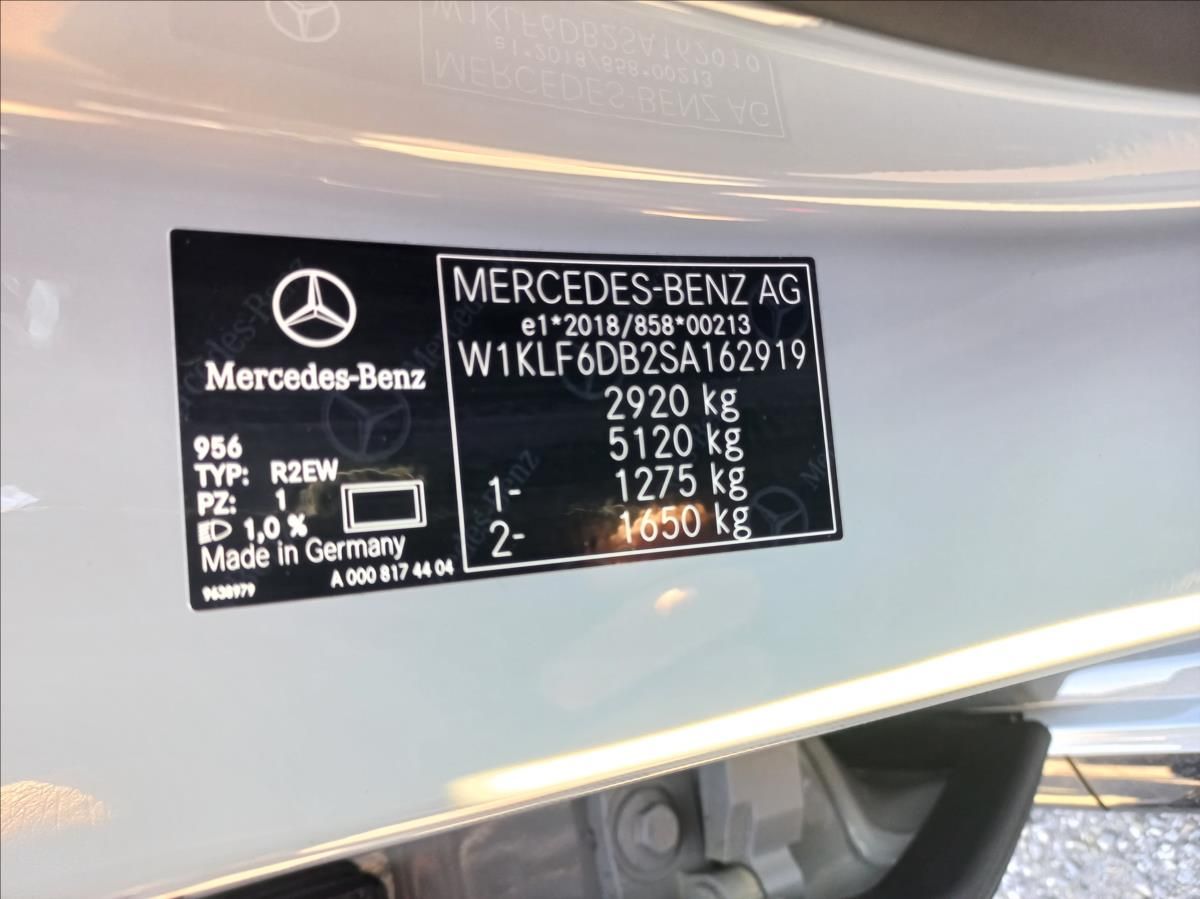 Mercedes-Benz
956
TYP: R2EW
PZ: 1
1,0 %
Made in Germany
A 000 817 44 04
9638979
MERCEDES-BENZ AG
e1*2018/858*00213
W1KLF6DB2SA162919
2920 kg
5120 kg
1- 1275 kg
2- 1650 kg